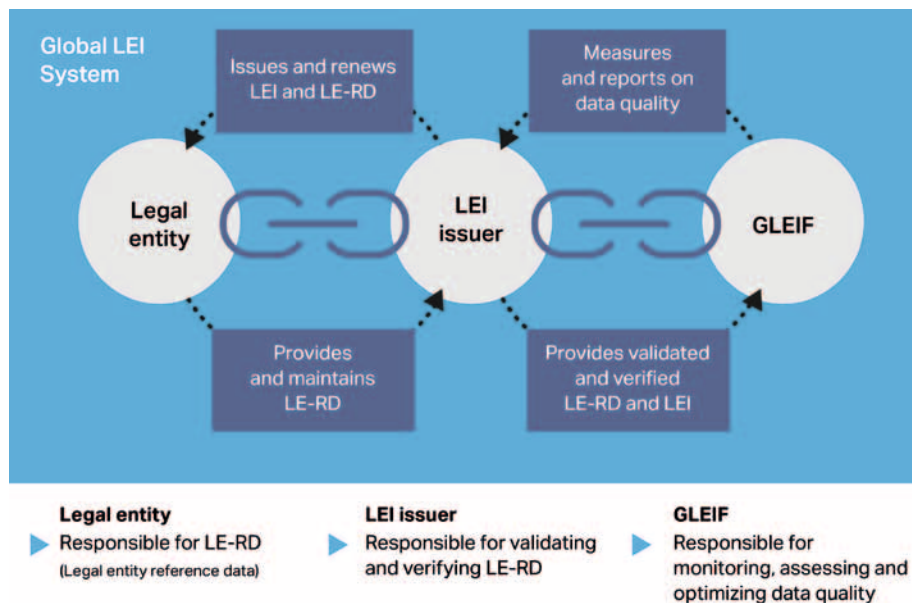 Global LEI
System
Issues and renews
LEI and LE-RD
Measures
and reports on
data quality
Legal
entity
LEI
issuer
GLEIF
Provides
and maintains
LE-RD
Provides validated
and verified
LE-RD and LEI
Legal entity
Responsible for LE-RD
(Legal entity reference data)
LEI issuer
Responsible for validating
and verifying LE-RD
GLEIF
Responsible for
monitoring, assessing and
optimizing data quality